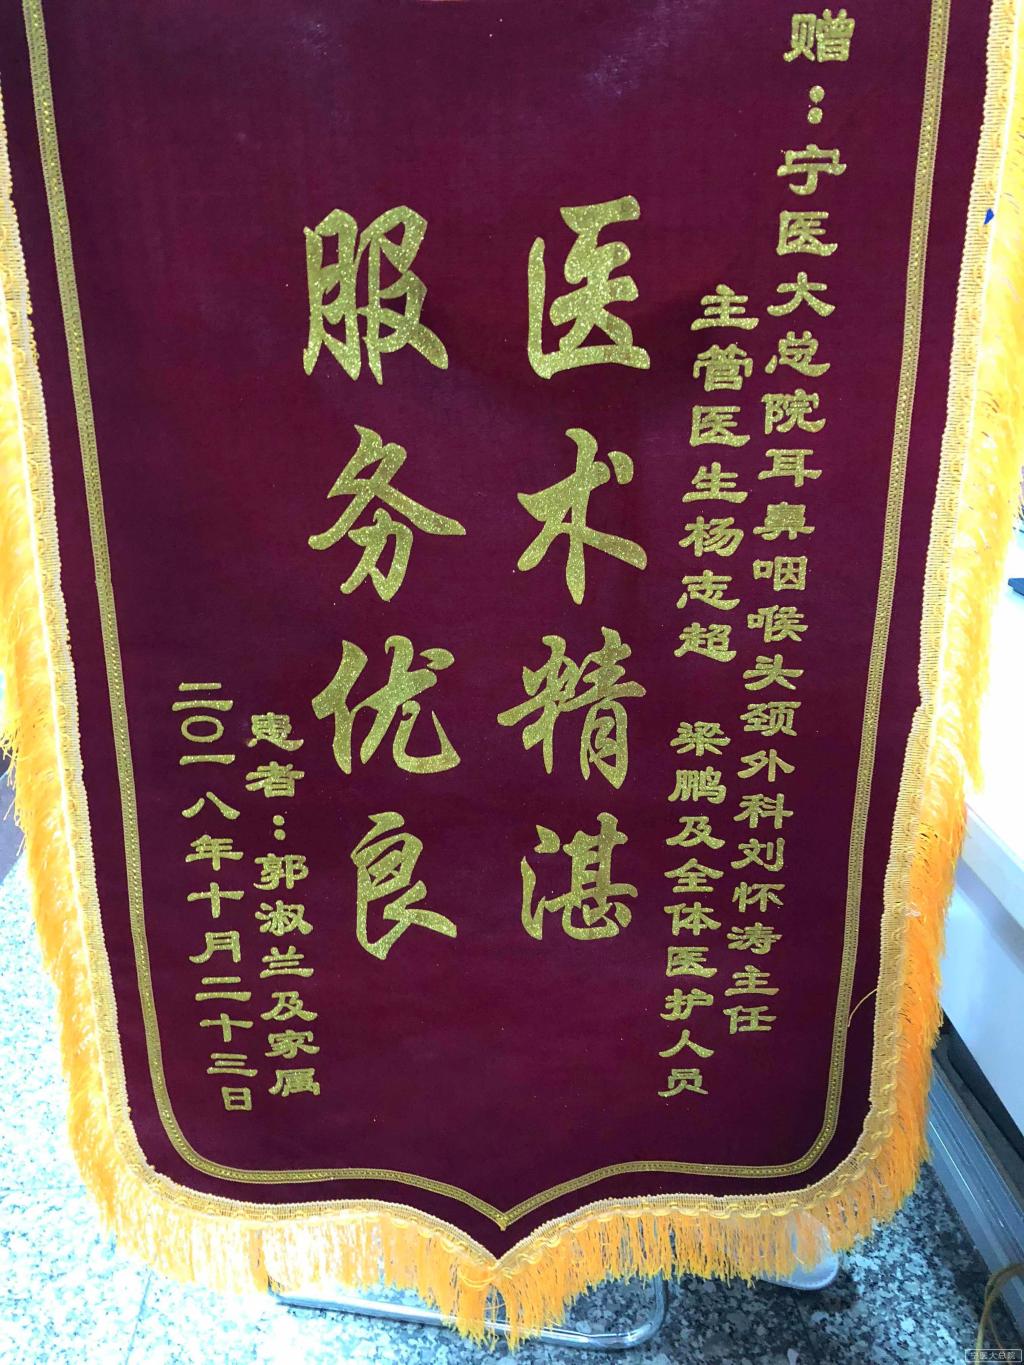 赠：宁医大总院耳鼻咽喉头颈外科刘怀涛主任
主管医生杨志超 梁鹏及全体医护人员
医术精湛
服务优良
患者：郭淑兰及家属
二〇一八年十月二十三日
宁医大总院